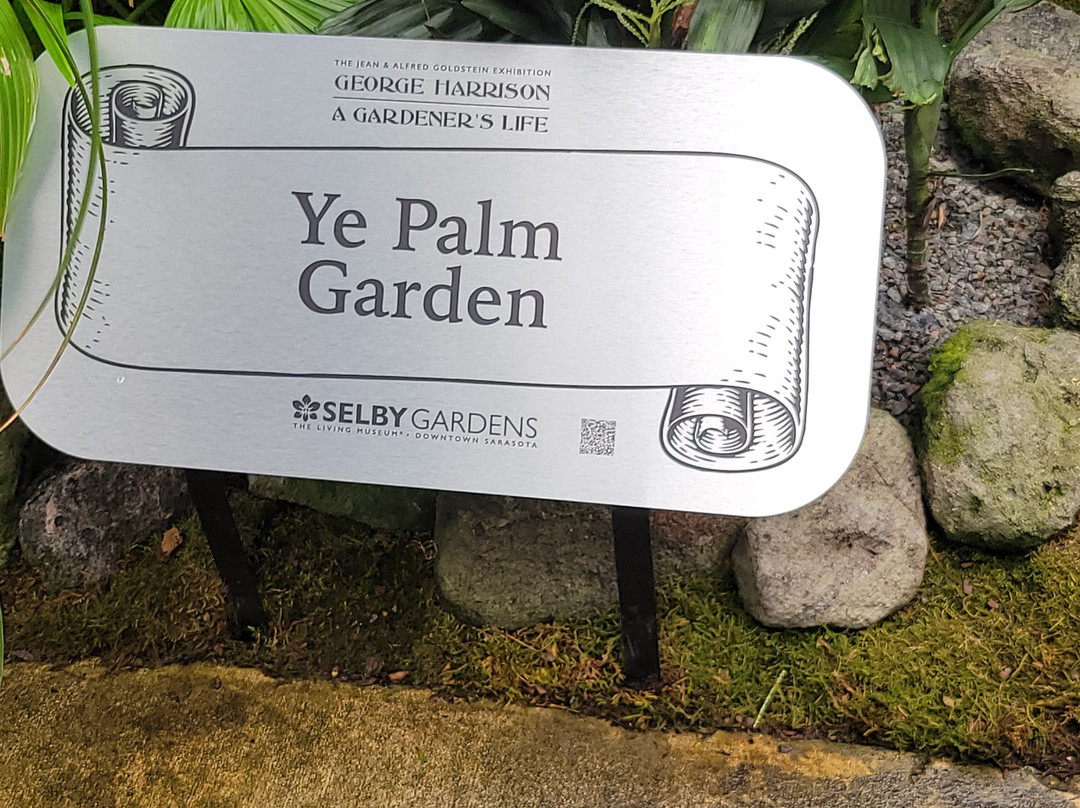 THE JEAN & ALFRED GOLDSTEIN EXHIBITION
GEORGE HARRISON
A GARDENER'S LIFE
Ye Palm
Garden
SELBY GARDENS
THE LIVING MUSEUM® • DOWNTOWN SARASOTA